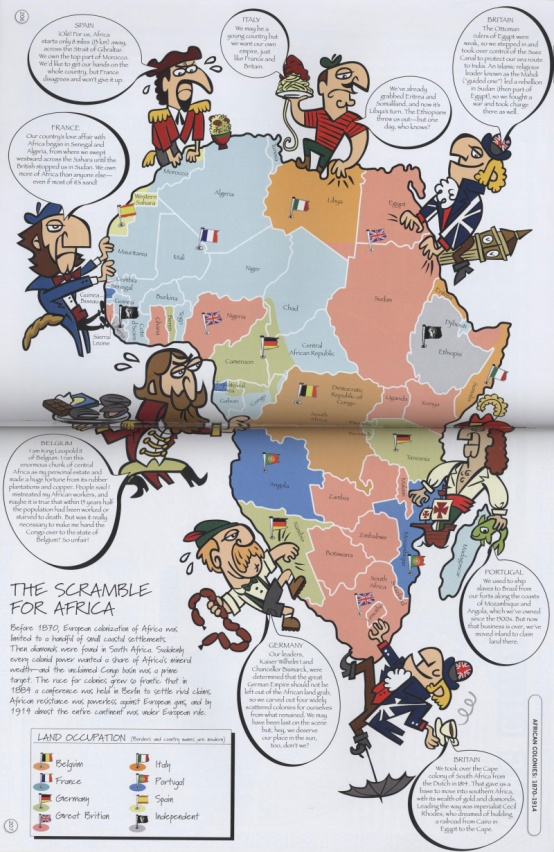 SPAIN
¡Olé! For us, Africa
starts only 8 miles (13 km) away,
across the Strait of Gibraltar.
We own the top part of Morocco.
We'd like to get our hands on the
whole country, but France
disagrees and won't give it up.
ITALY
We may be a
young country but
we want our own
empire, just
like France and
Britain.
We've already
grabbed Eritrea and
Somaliland, and now it's
Libya's turn. The Ethiopians
threw us out—but one
day, who knows?
BRITAIN
The Ottoman
rulers of Egypt were
weak, so we stepped in and
took over control of the Suez
Canal to protect our sea route
to India. An Islamic religious
leader known as the Mahdi
("guided one") led a rebellion
in Sudan (then part of
Egypt), so we fought a
war and took charge
there as well.
FRANCE
Our country's love affair with
Africa began in Senegal and
Algeria, from where we swept
westward across the Sahara until the
British stopped us in Sudan. We own
more of Africa than anyone else—
even if most of it's sand!
Morocco
Western
Sahara
Algeria
Libya
Egypt
Mauritania
Mali
Niger
Chad
Sudan
Senegal
Guinea-
Bissau
Guinea
Sierra
Leone
Burkina
Ghana
Togo
Benin
Nigeria
Cameroon
Central
African Republic
Djibouti
Ethiopia
Somalia
Gabon
Congo
Democratic
Republic of
Congo
Uganda
Kenya
Tanzania
Angola
Zambia
Malawi
Mozambique
Zimbabwe
Namibia
Botswana
South
Africa
Madagascar
BELGIUM
I am King Leopold II
of Belgium. I ran this
enormous chunk of central
Africa as my personal estate and
made a huge fortune from its rubber
plantations and copper. People said I
mistreated my African workers, and
maybe it is true that within 15 years half
the population had been worked
or starved to death. But was it really
necessary to make me hand the
Congo over to the state of
Belgium? So unfair!
PORTUGAL
We used to ship
slaves to Brazil from
our forts along the coasts
of Mozambique and
Angola, which we've owned
since the 1500s. But now
that business is over, we've
moved inland to claim
land there.
THE SCRAMBLE
FOR AFRICA
Before 1870, European colonization of Africa was
limited to a handful of small coastal settlements.
Then diamonds were found in South Africa. Suddenly
every colonial power wanted a share of Africa's mineral
wealth—and the unclaimed Congo basin was a prime
target. The race for colonies grew so frantic that in
1884 a conference was held in Berlin to settle rival claims.
African resistance was powerless against European guns, and by
1914 almost the entire continent was under European rule.
GERMANY
Our leaders,
Kaiser Wilhelm I and
Chancellor Bismarck, were
determined that the great
German Empire should not be
left out of the African land grab,
so we carved out four widely
scattered colonies for ourselves
from what remained. We may
have been last on the scene
but, hey, we deserve
our place in the sun,
too, don't we?
BRITAIN
We took over the Cape
colony of South Africa from
the Dutch in 1814. That gave us a
base to move into southern Africa,
with its wealth of gold and diamonds.
Leading the way was imperialist Cecil
Rhodes, who dreamed of building
a railroad from Cairo in
Egypt to the Cape.
LAND OCCUPATION (Borders and country names are modern)
Belgium
France
Germany
Great Britian
Italy
Portugal
Spain
Independent
AFRICAN COLONIES: 1870-1914